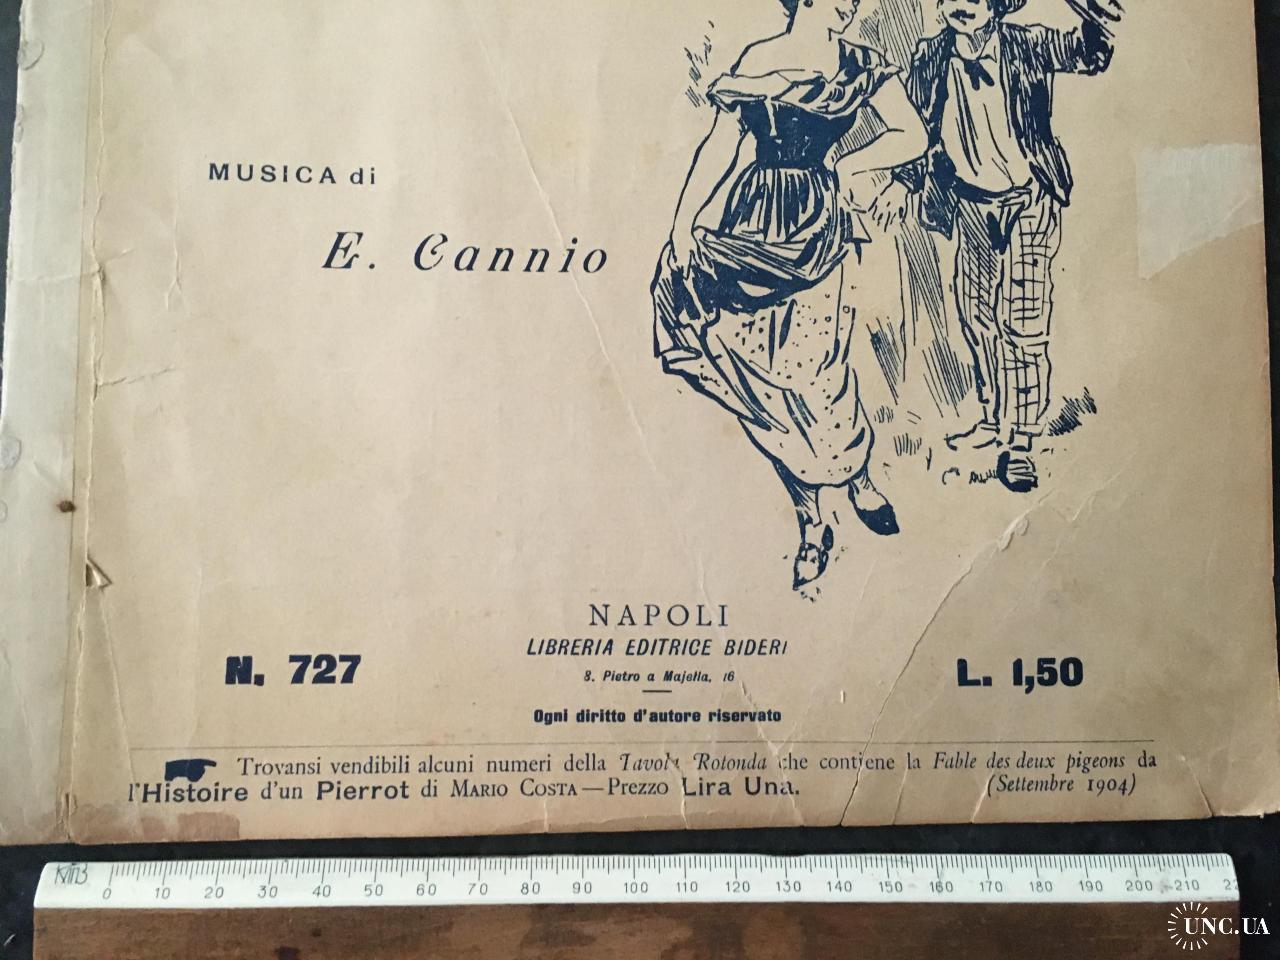 MUSICA di
E. Cannio
NAPOLI
LIBRERIA EDITRICE BIDERI
8. Pietro a Majella, 16
N. 727
L. 1,50
Ogni diritto d'autore riservato
Trovansi vendibili alcuni numeri della Tavola Rotonda che contiene la Fable des deux pigeons da
l'Histoire d'un Pierrot di MARIO COSTA — Prezzo Lira Una. (Settembre 1904)
0 10 20 30 40 50 60 70 80 90 100 110 120 130 140 150 160 170 180 190 200 210
UNC.UA